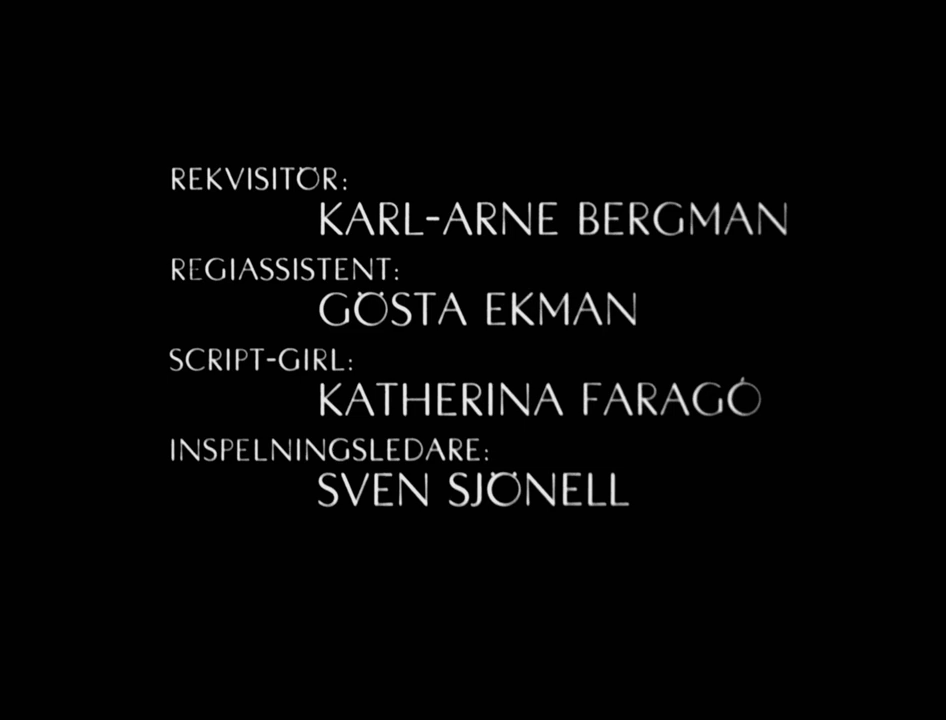 REKVISITÖR:
KARL-ARNE BERGMAN
REGIASSISTENT:
GÖSTA EKMAN
SCRIPT-GIRL:
KATHERINA FARAGÓ
INSPELNINGSLEDARE:
SVEN SJÖNELL